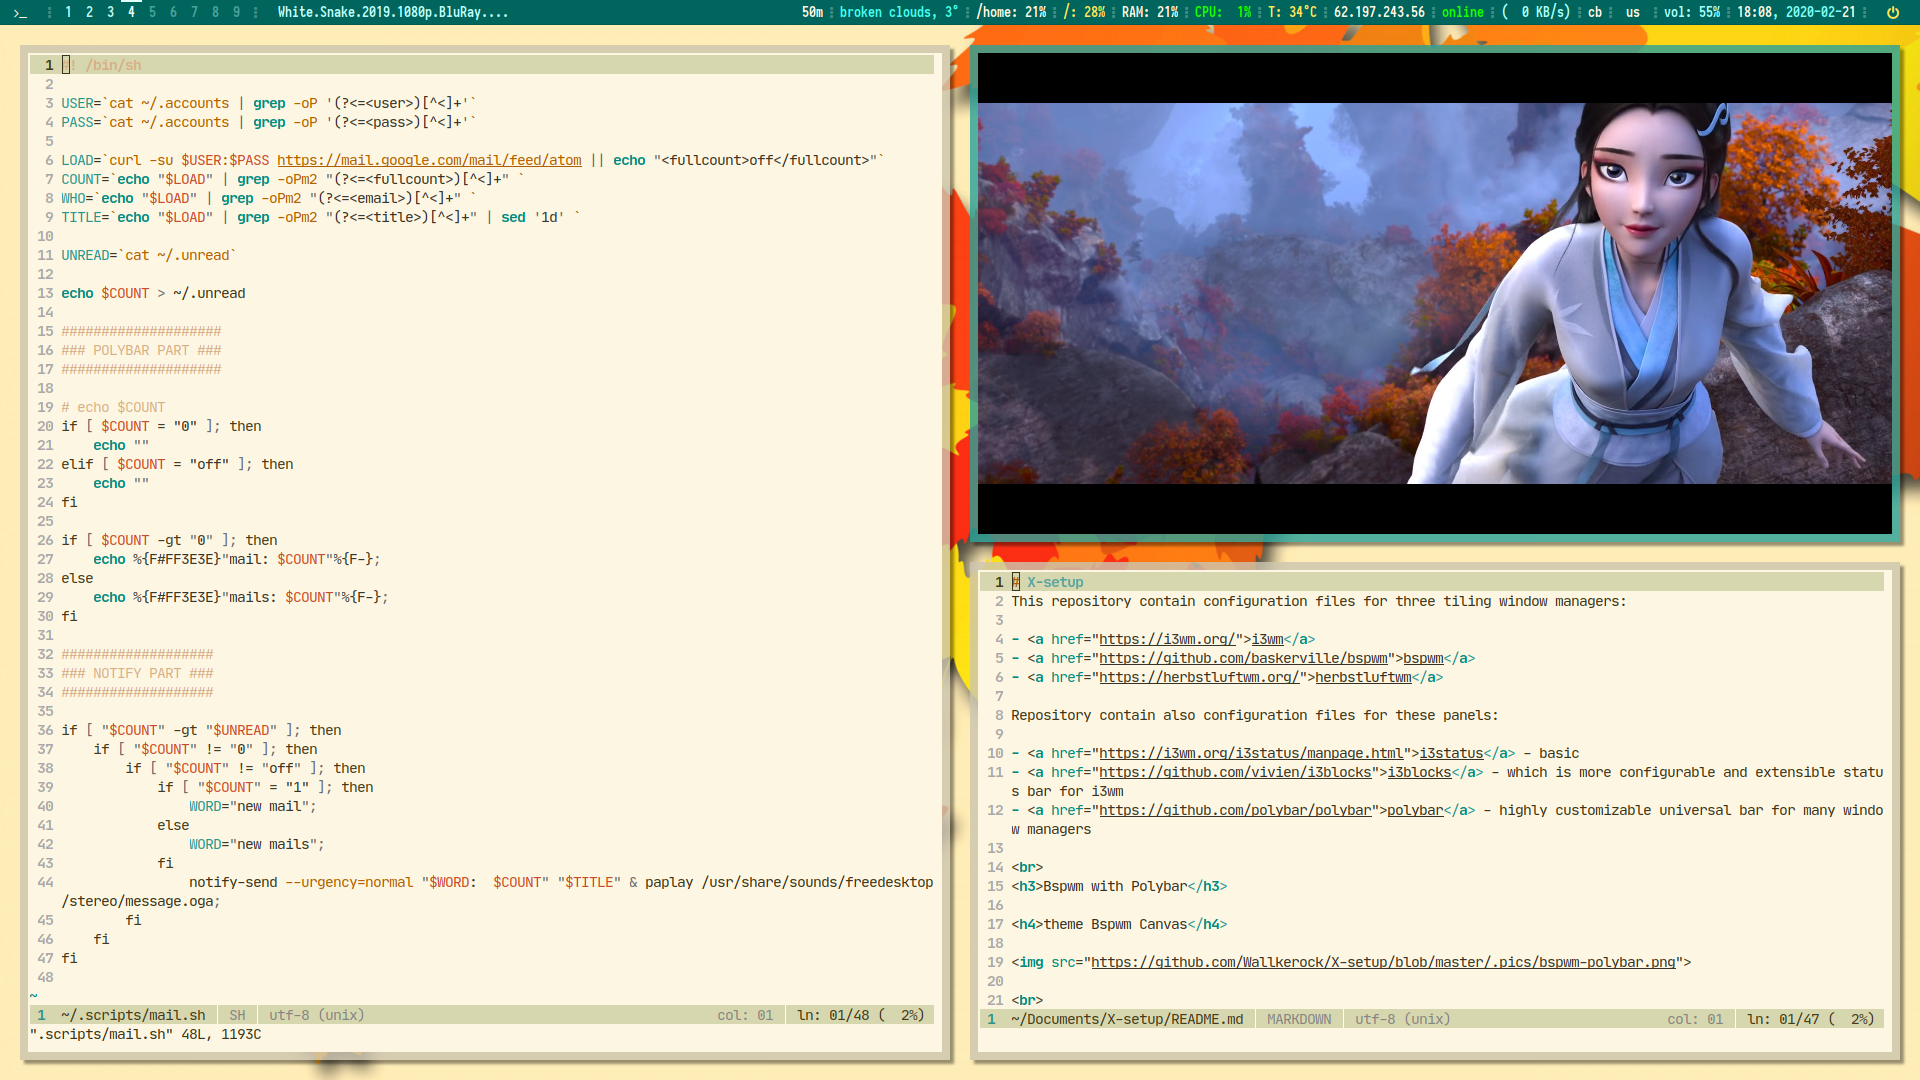 >_ ⋮ 1 2 3 4 5 6 7 8 9 ⋮ White.Snake.2019.1080p.BluRay....
50m ⋮ broken clouds, 3° ⋮ /home: 21% ⋮ /: 28% ⋮ RAM: 21% ⋮ CPU: 1% ⋮ T: 34°C ⋮ 62.197.243.56 ⋮ online ⋮ ( 0 KB/s) ⋮ cb ⋮ us ⋮ vol: 55% ⋮ 18:08, 2020-02-21 ⋮
1 #! /bin/sh
2
3 USER=`cat ~/.accounts | grep -oP '(?<=<user>)[^<]+'`
4 PASS=`cat ~/.accounts | grep -oP '(?<=<pass>)[^<]+'`
5
6 LOAD=`curl -su $USER:$PASS https://mail.google.com/mail/feed/atom || echo "<fullcount>off</fullcount>"`
7 COUNT=`echo "$LOAD" | grep -oPm2 "(?<=<fullcount>)[^<]+" `
8 WHO=`echo "$LOAD" | grep -oPm2 "(?<=<email>)[^<]+" `
9 TITLE=`echo "$LOAD" | grep -oPm2 "(?<=<title>)[^<]+" | sed '1d' `
10
11 UNREAD=`cat ~/.unread`
12
13 echo $COUNT > ~/.unread
14
15 ####################
16 ### POLYBAR PART ###
17 ####################
18
19 # echo $COUNT
20 if [ $COUNT = "0" ]; then
21     echo ""
22 elif [ $COUNT = "off" ]; then
23     echo ""
24 fi
25
26 if [ $COUNT -gt "0" ]; then
27     echo %{F#FF3E3E}"mail: $COUNT"%{F-};
28 else
29     echo %{F#FF3E3E}"mails: $COUNT"%{F-};
30 fi
31
32 ###################
33 ### NOTIFY PART ###
34 ###################
35
36 if [ "$COUNT" -gt "$UNREAD" ]; then
37     if [ "$COUNT" != "0" ]; then
38         if [ "$COUNT" != "off" ]; then
39             if [ "$COUNT" = "1" ]; then
40                 WORD="new mail";
41             else
42                 WORD="new mails";
43             fi
44                 notify-send --urgency=normal "$WORD:  $COUNT" "$TITLE" & paplay /usr/share/sounds/freedesktop
/stereo/message.oga;
45         fi
46     fi
47 fi
48
~
1 ~/.scripts/mail.sh SH utf-8 (unix) col: 01 ln: 01/48 (  2%)
".scripts/mail.sh" 48L, 1193C
1 # X-setup
2 This repository contain configuration files for three tiling window managers:
3
4 - <a href="https://i3wm.org/">i3wm</a>
5 - <a href="https://github.com/baskerville/bspwm">bspwm</a>
6 - <a href="https://herbstluftwm.org/">herbstluftwm</a>
7
8 Repository contain also configuration files for these panels:
9
10 - <a href="https://i3wm.org/i3status/manpage.html">i3status</a> - basic
11 - <a href="https://github.com/vivien/i3blocks">i3blocks</a> - which is more configurable and extensible statu
s bar for i3wm
12 - <a href="https://github.com/polybar/polybar">polybar</a> - highly customizable universal bar for many windo
w managers
13
14 <br>
15 <h3>Bspwm with Polybar</h3>
16
17 <h4>theme Bspwm Canvas</h4>
18
19 <img src="https://github.com/Wallkerock/X-setup/blob/master/.pics/bspwm-polybar.png">
20
21 <br>
1 ~/Documents/X-setup/README.md MARKDOWN utf-8 (unix) col: 01 ln: 01/47 (  2%)